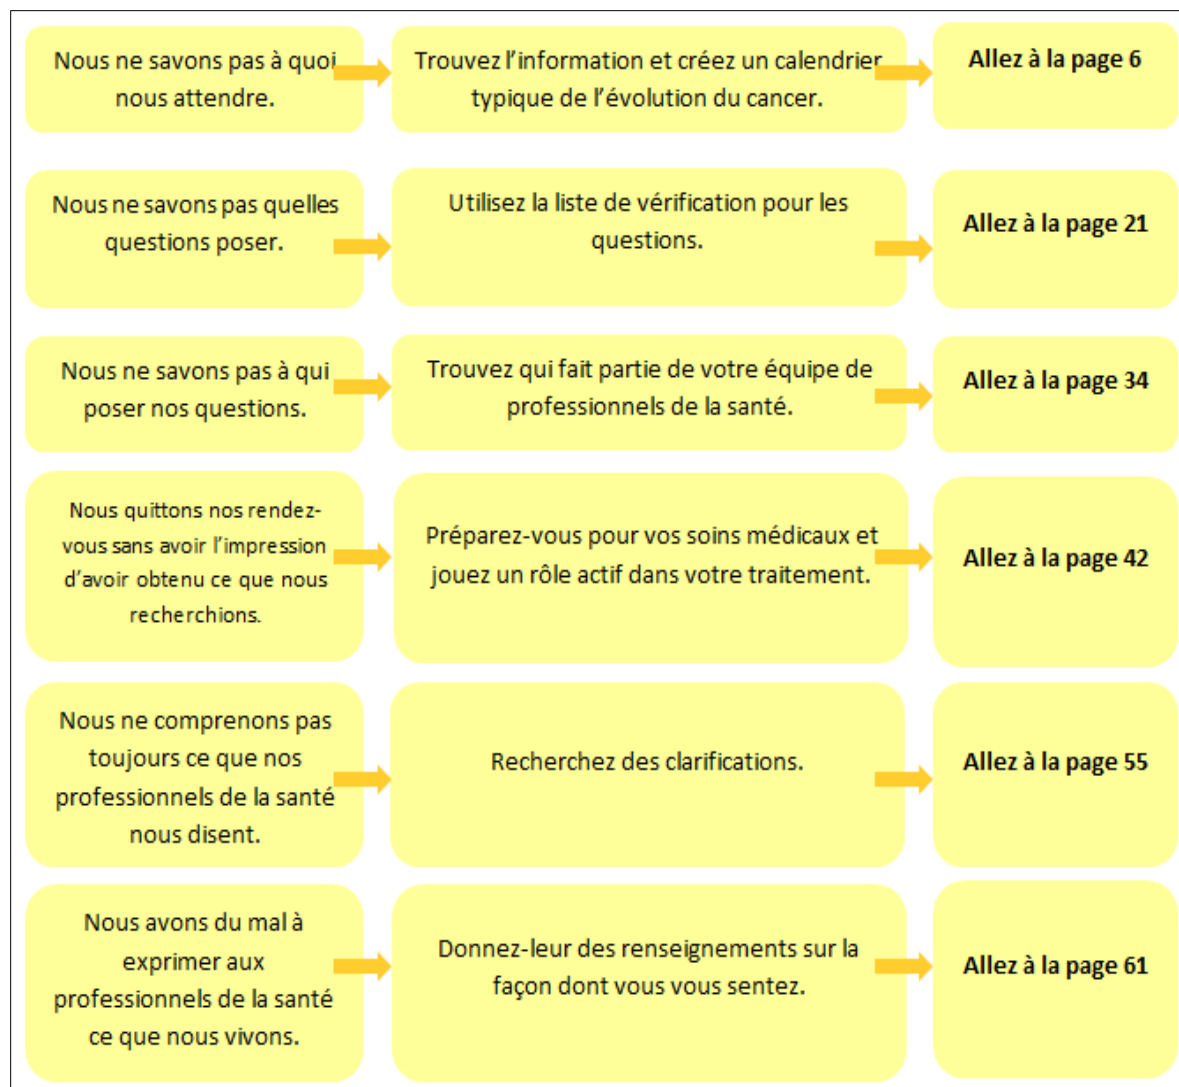 Nous ne savons pas à quoi
nous attendre.
Trouvez l'information et créez un calendrier
typique de l'évolution du cancer.
Allez à la page 6
Nous ne savons pas quelles
questions poser.
Utilisez la liste de vérification pour les
questions.
Allez à la page 21
Nous ne savons pas à qui
poser nos questions.
Trouvez qui fait partie de votre équipe de
professionnels de la santé.
Allez à la page 34
Nous quittons nos rendez-
vous sans avoir l'impression
d'avoir obtenu ce que nous
recherchions.
Préparez-vous pour vos soins médicaux et
jouez un rôle actif dans votre traitement.
Allez à la page 42
Nous ne comprenons pas
toujours ce que nos
professionnels de la santé
nous disent.
Recherchez des clarifications.
Allez à la page 55
Nous avons du mal à
exprimer aux
professionnels de la santé
ce que nous vivons.
Donnez-leur des renseignements sur la
façon dont vous vous sentez.
Allez à la page 61